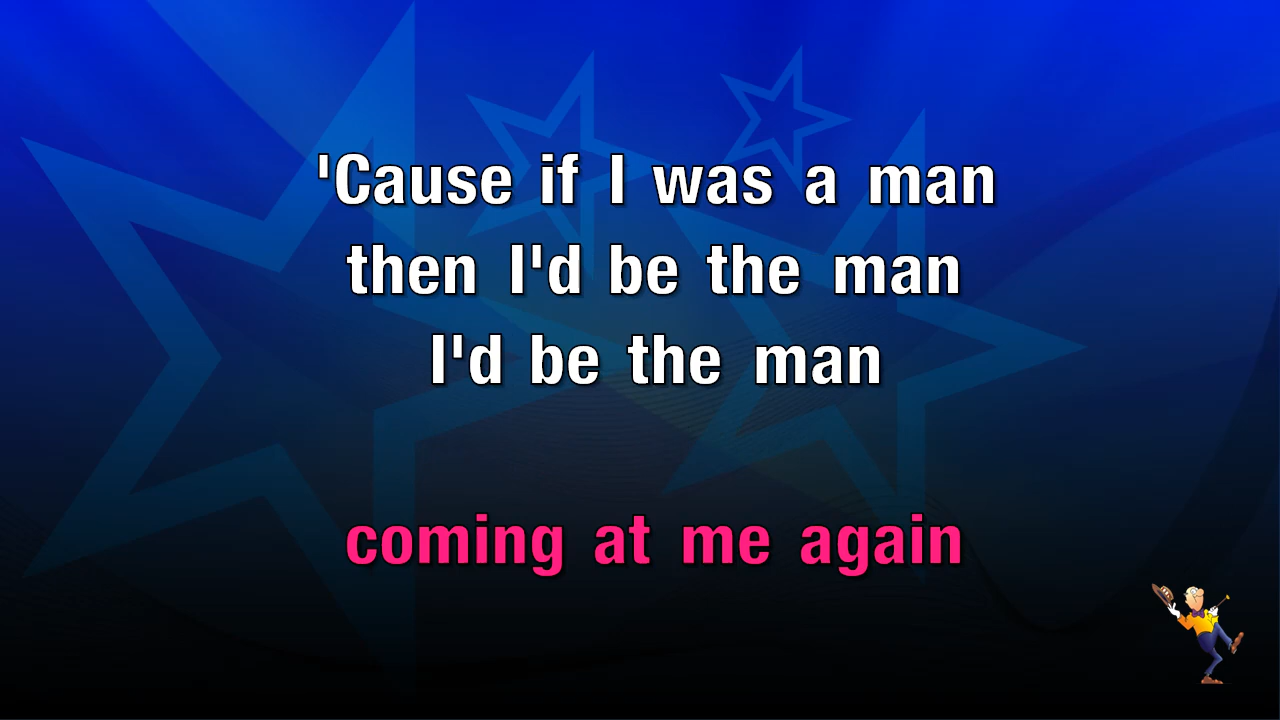 'Cause if I was a man
then I'd be the man
I'd be the man
coming at me again